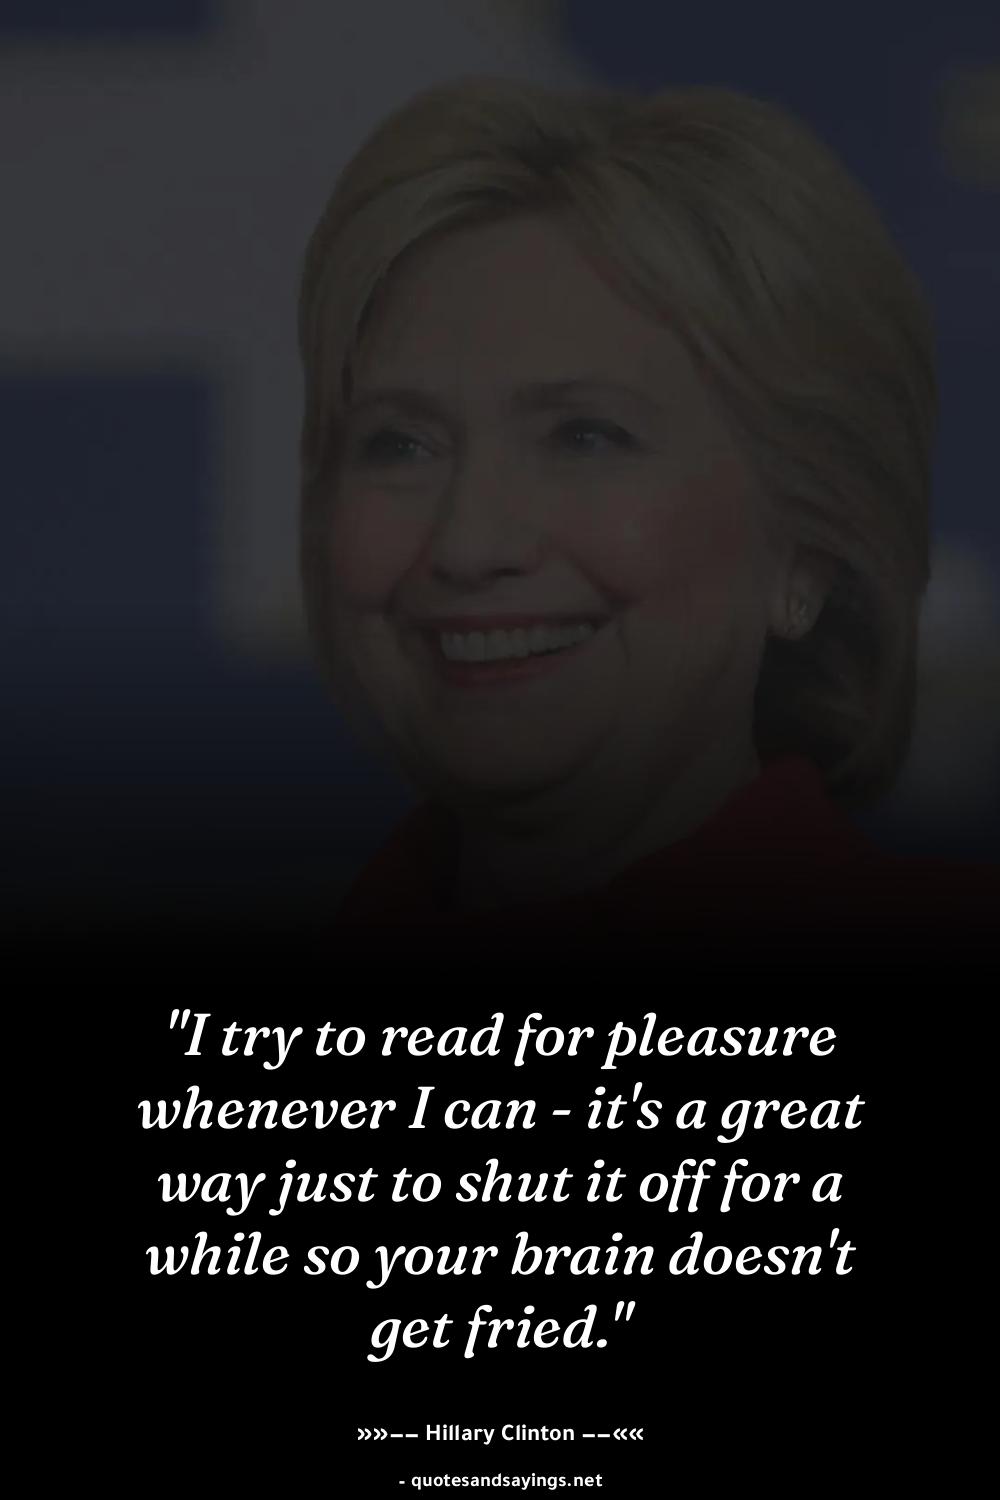 "I try to read for pleasure
whenever I can - it's a great
way just to shut it off for a
while so your brain doesn't
get fried."
»»−− Hillary Clinton −−««
- quotesandsayings.net